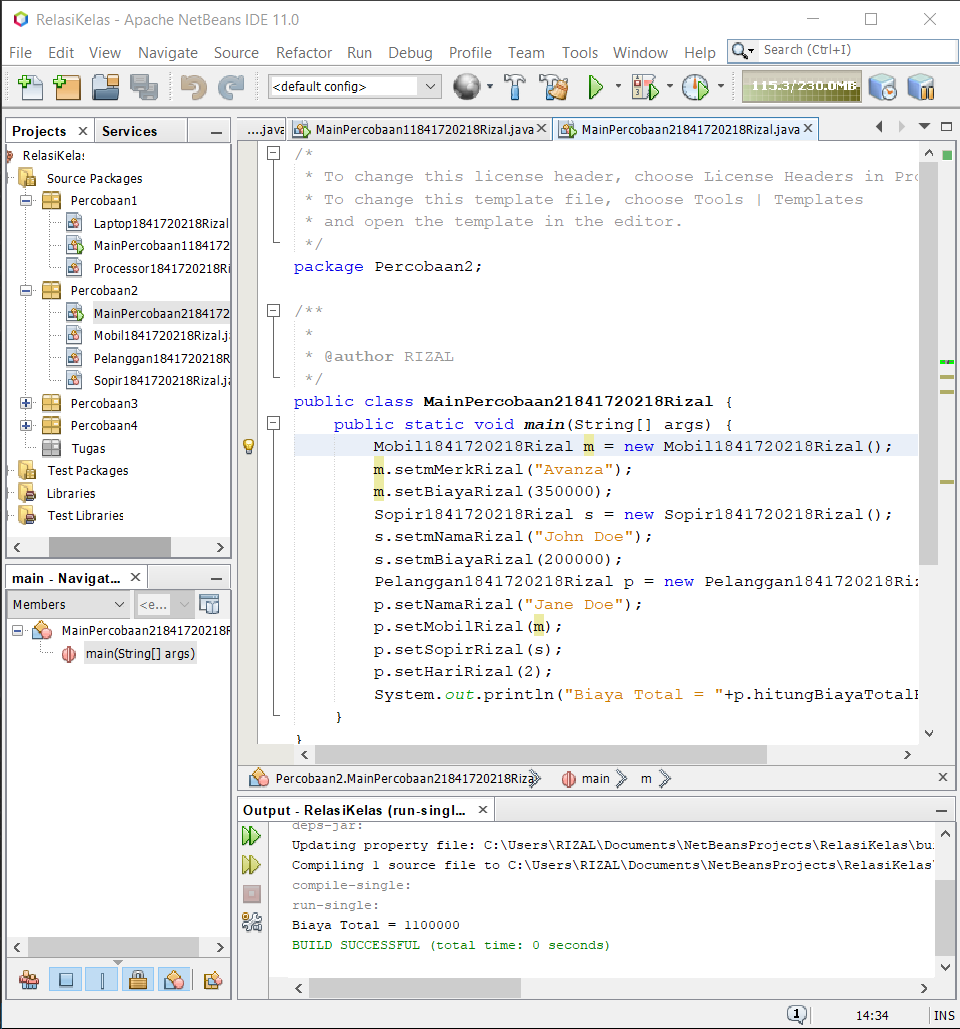 RelasiKelas - Apache NetBeans IDE 11.0
File Edit View Navigate Source Refactor Run Debug Profile Team Tools Window Help Search (Ctrl+I)
<default config> 115.3/230.0MB
Projects Services
RelasiKelas
Source Packages
Percobaan1
Laptop1841720218Rizal
MainPercobaan1184172
Processor1841720218Ri
Percobaan2
MainPercobaan2184172
Mobil1841720218Rizal.ja
Pelanggan1841720218R
Sopir1841720218Rizal.ja
Percobaan3
Percobaan4
Tugas
Test Packages
Libraries
Test Libraries
main - Navigat...
Members <e...
MainPercobaan21841720218R
main(String[] args)
....java MainPercobaan11841720218Rizal.java MainPercobaan21841720218Rizal.java
/*
* To change this license header, choose License Headers in Pro
* To change this template file, choose Tools | Templates
* and open the template in the editor.
*/
package Percobaan2;
/**
*
* @author RIZAL
*/
public class MainPercobaan21841720218Rizal {
public static void main(String[] args) {
Mobil1841720218Rizal m = new Mobil1841720218Rizal();
m.setmMerkRizal("Avanza");
m.setBiayaRizal(350000);
Sopir1841720218Rizal s = new Sopir1841720218Rizal();
s.setmNamaRizal("John Doe");
s.setmBiayaRizal(200000);
Pelanggan1841720218Rizal p = new Pelanggan1841720218Riz
p.setNamaRizal("Jane Doe");
p.setMobilRizal(m);
p.setSopirRizal(s);
p.setHariRizal(2);
System.out.println("Biaya Total = "+p.hitungBiayaTotalR
}
}
Percobaan2.MainPercobaan21841720218Rizal main m
Output - RelasiKelas (run-singl...
deps-jar:
Updating property file: C:\Users\RIZAL\Documents\NetBeansProjects\RelasiKelas\bui
Compiling 1 source file to C:\Users\RIZAL\Documents\NetBeansProjects\RelasiKelas\
compile-single:
run-single:
Biaya Total = 1100000
BUILD SUCCESSFUL (total time: 0 seconds)
1 14:34 INS